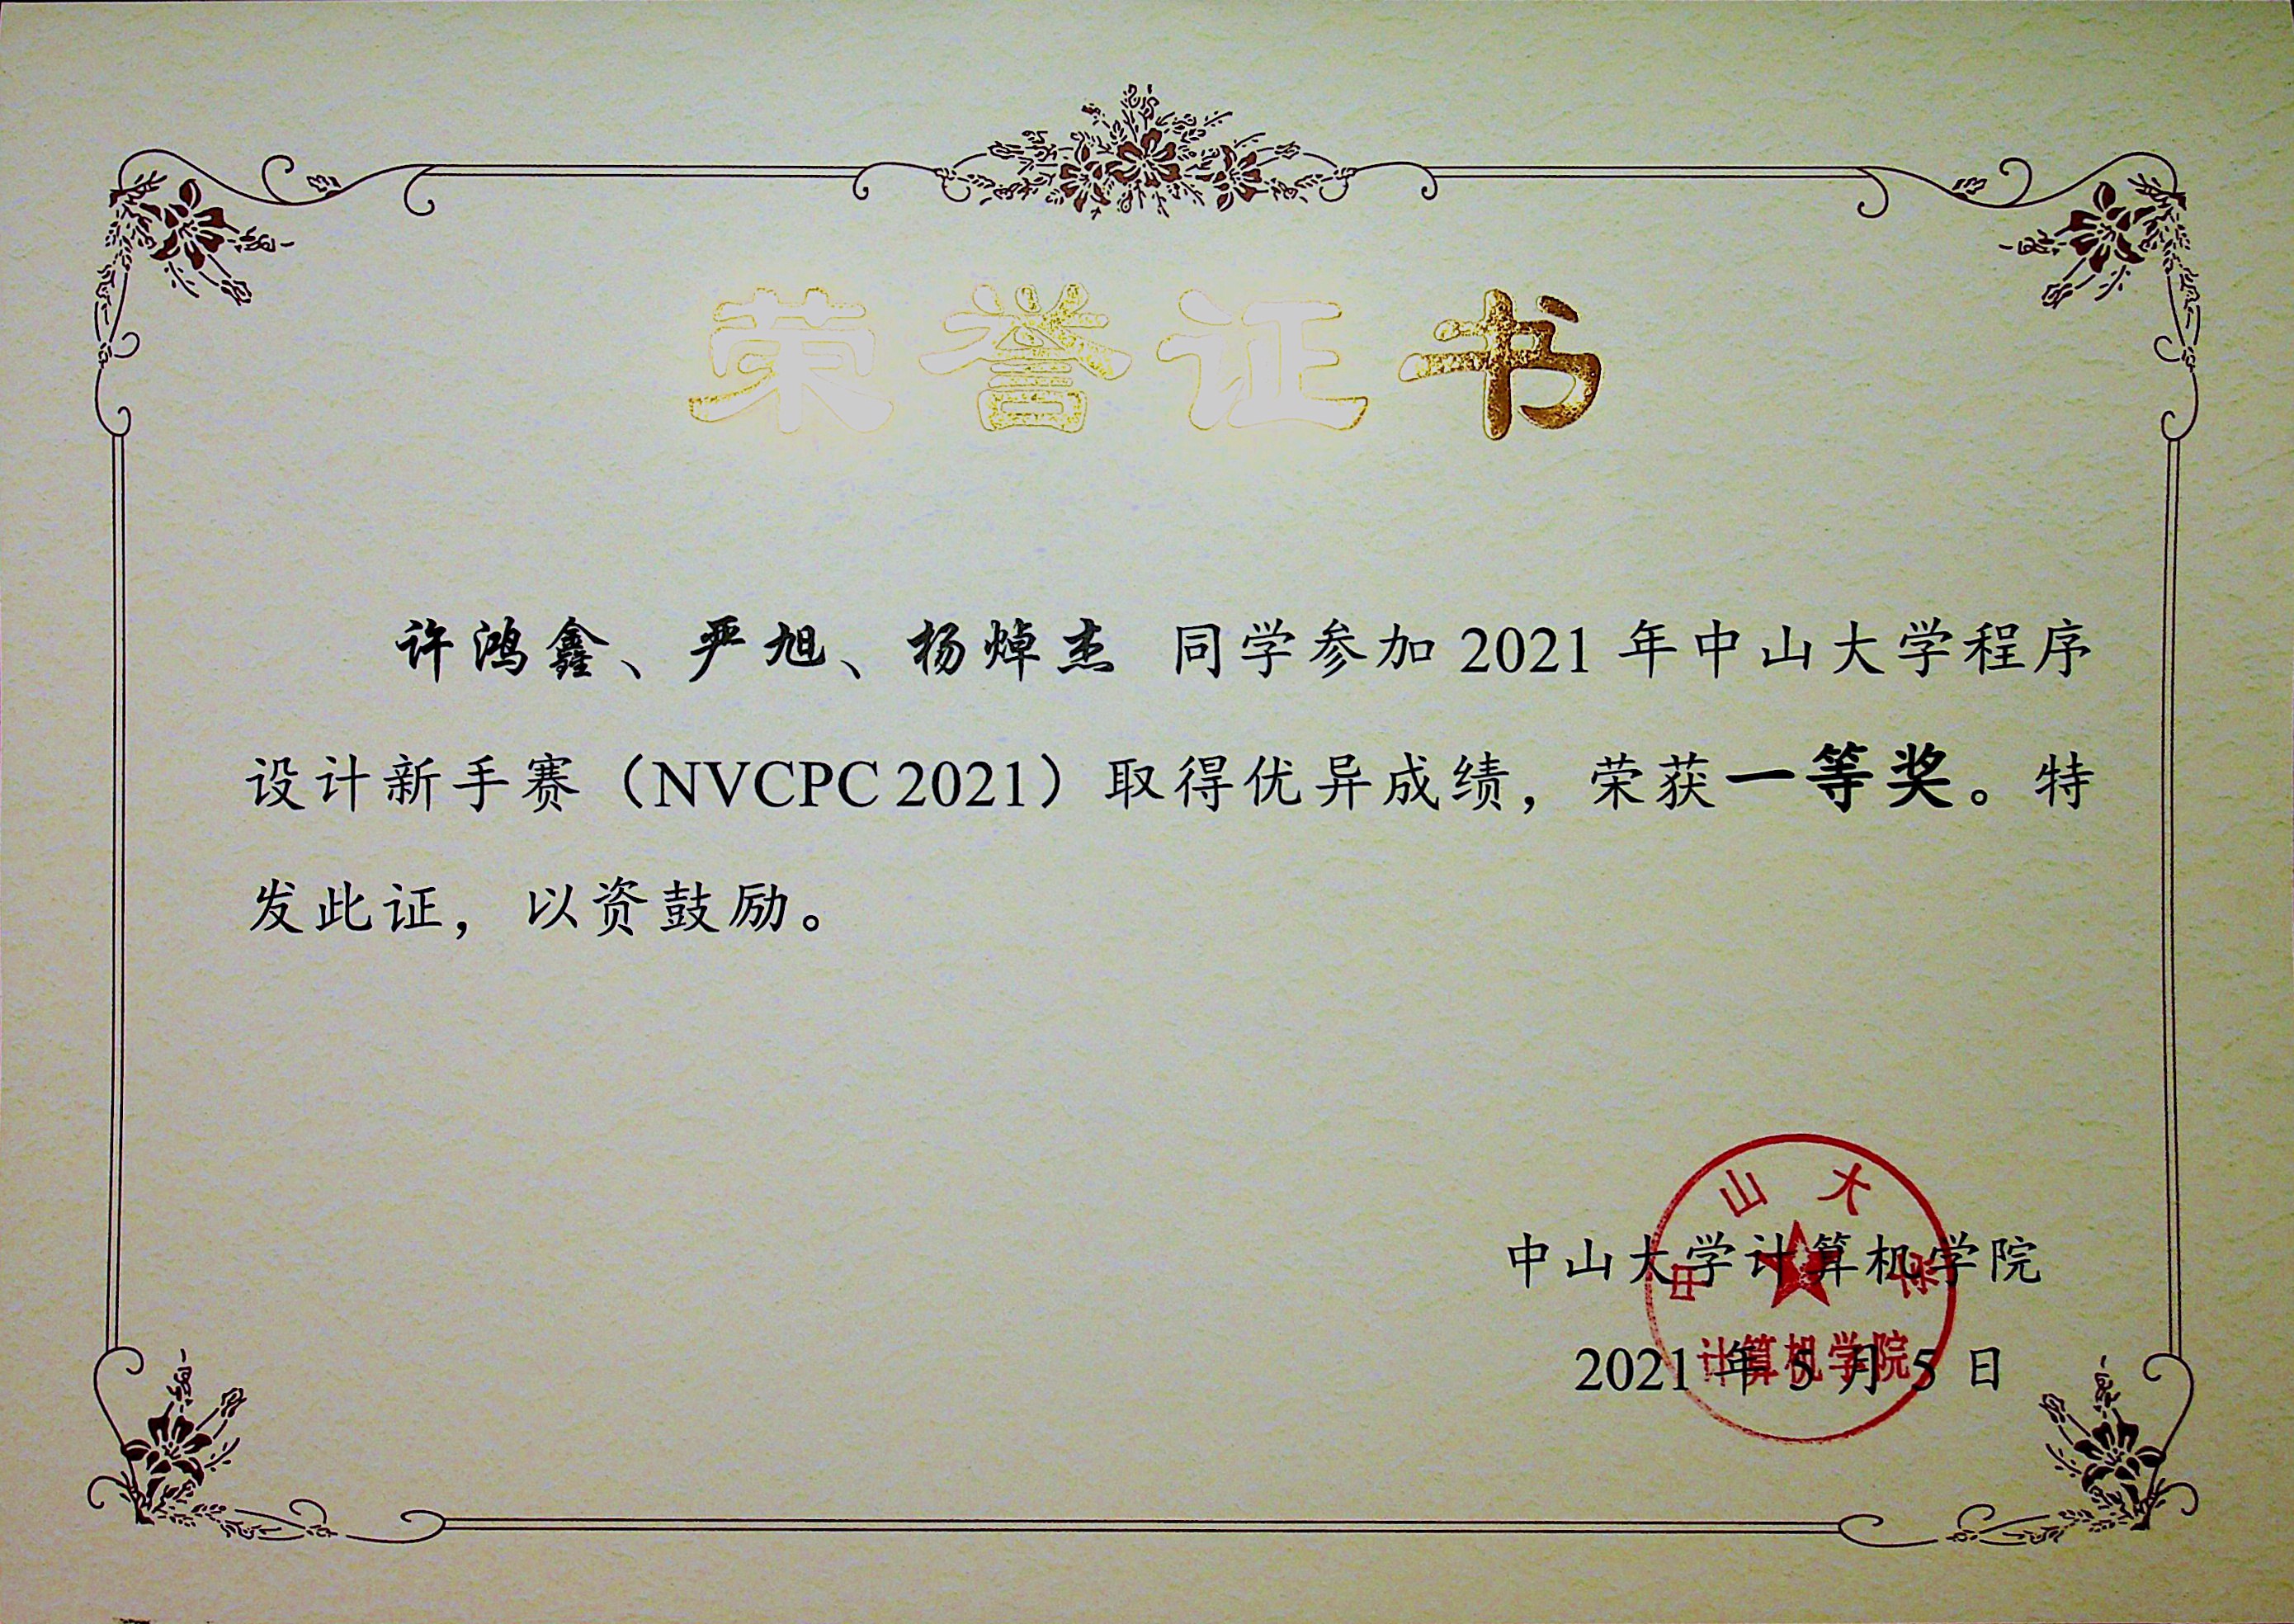 荣誉证书
许鸿鑫、严旭、杨焯杰 同学参加 2021 年中山大学程序
设计新手赛（NVCPC 2021）取得优异成绩，荣获一等奖。特
发此证，以资鼓励。
中山大学
中山大学计算机学院
计算机学院
2021 年 5 月 5 日